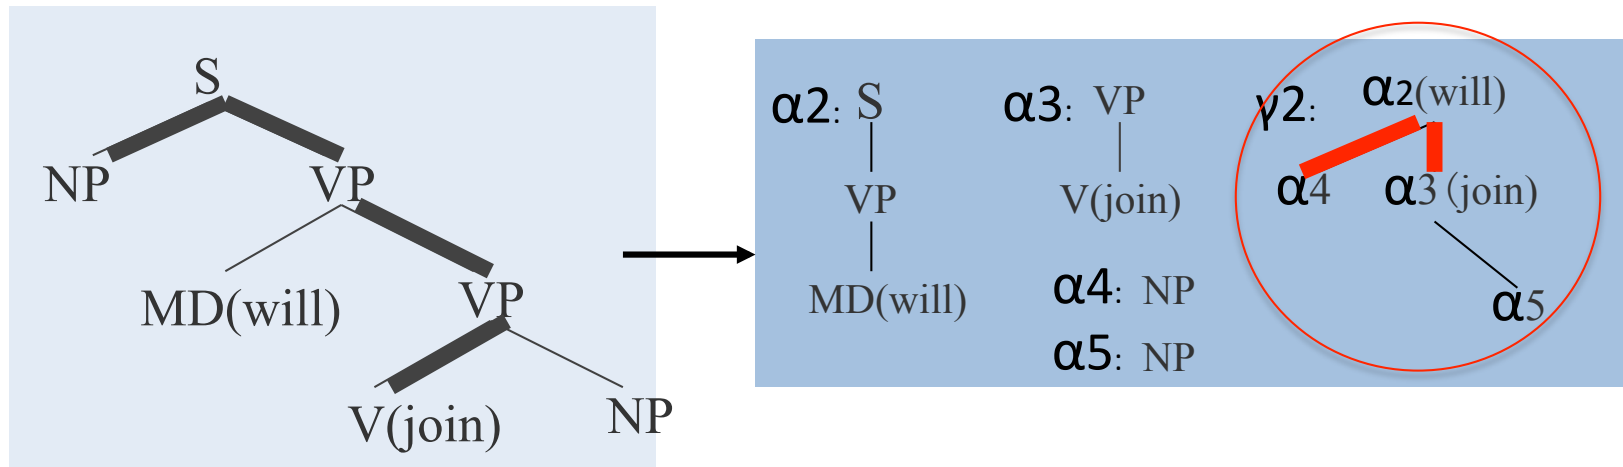 S
NP VP
MD(will) VP
V(join) NP
α2: S
VP
MD(will)
α3: VP
V(join)
α4: NP
α5: NP
γ2: α2(will)
α4 α3 (join)
α5